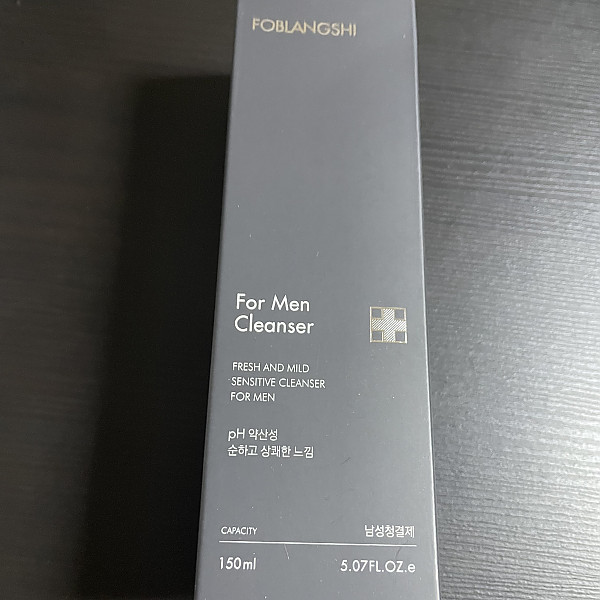 FOBLANGSHI
For Men
Cleanser
FRESH AND MILD
SENSITIVE CLEANSER
FOR MEN
pH 약산성
순하고 상쾌한 느낌
CAPACITY 남성청결제
150ml 5.07FL.OZ.e